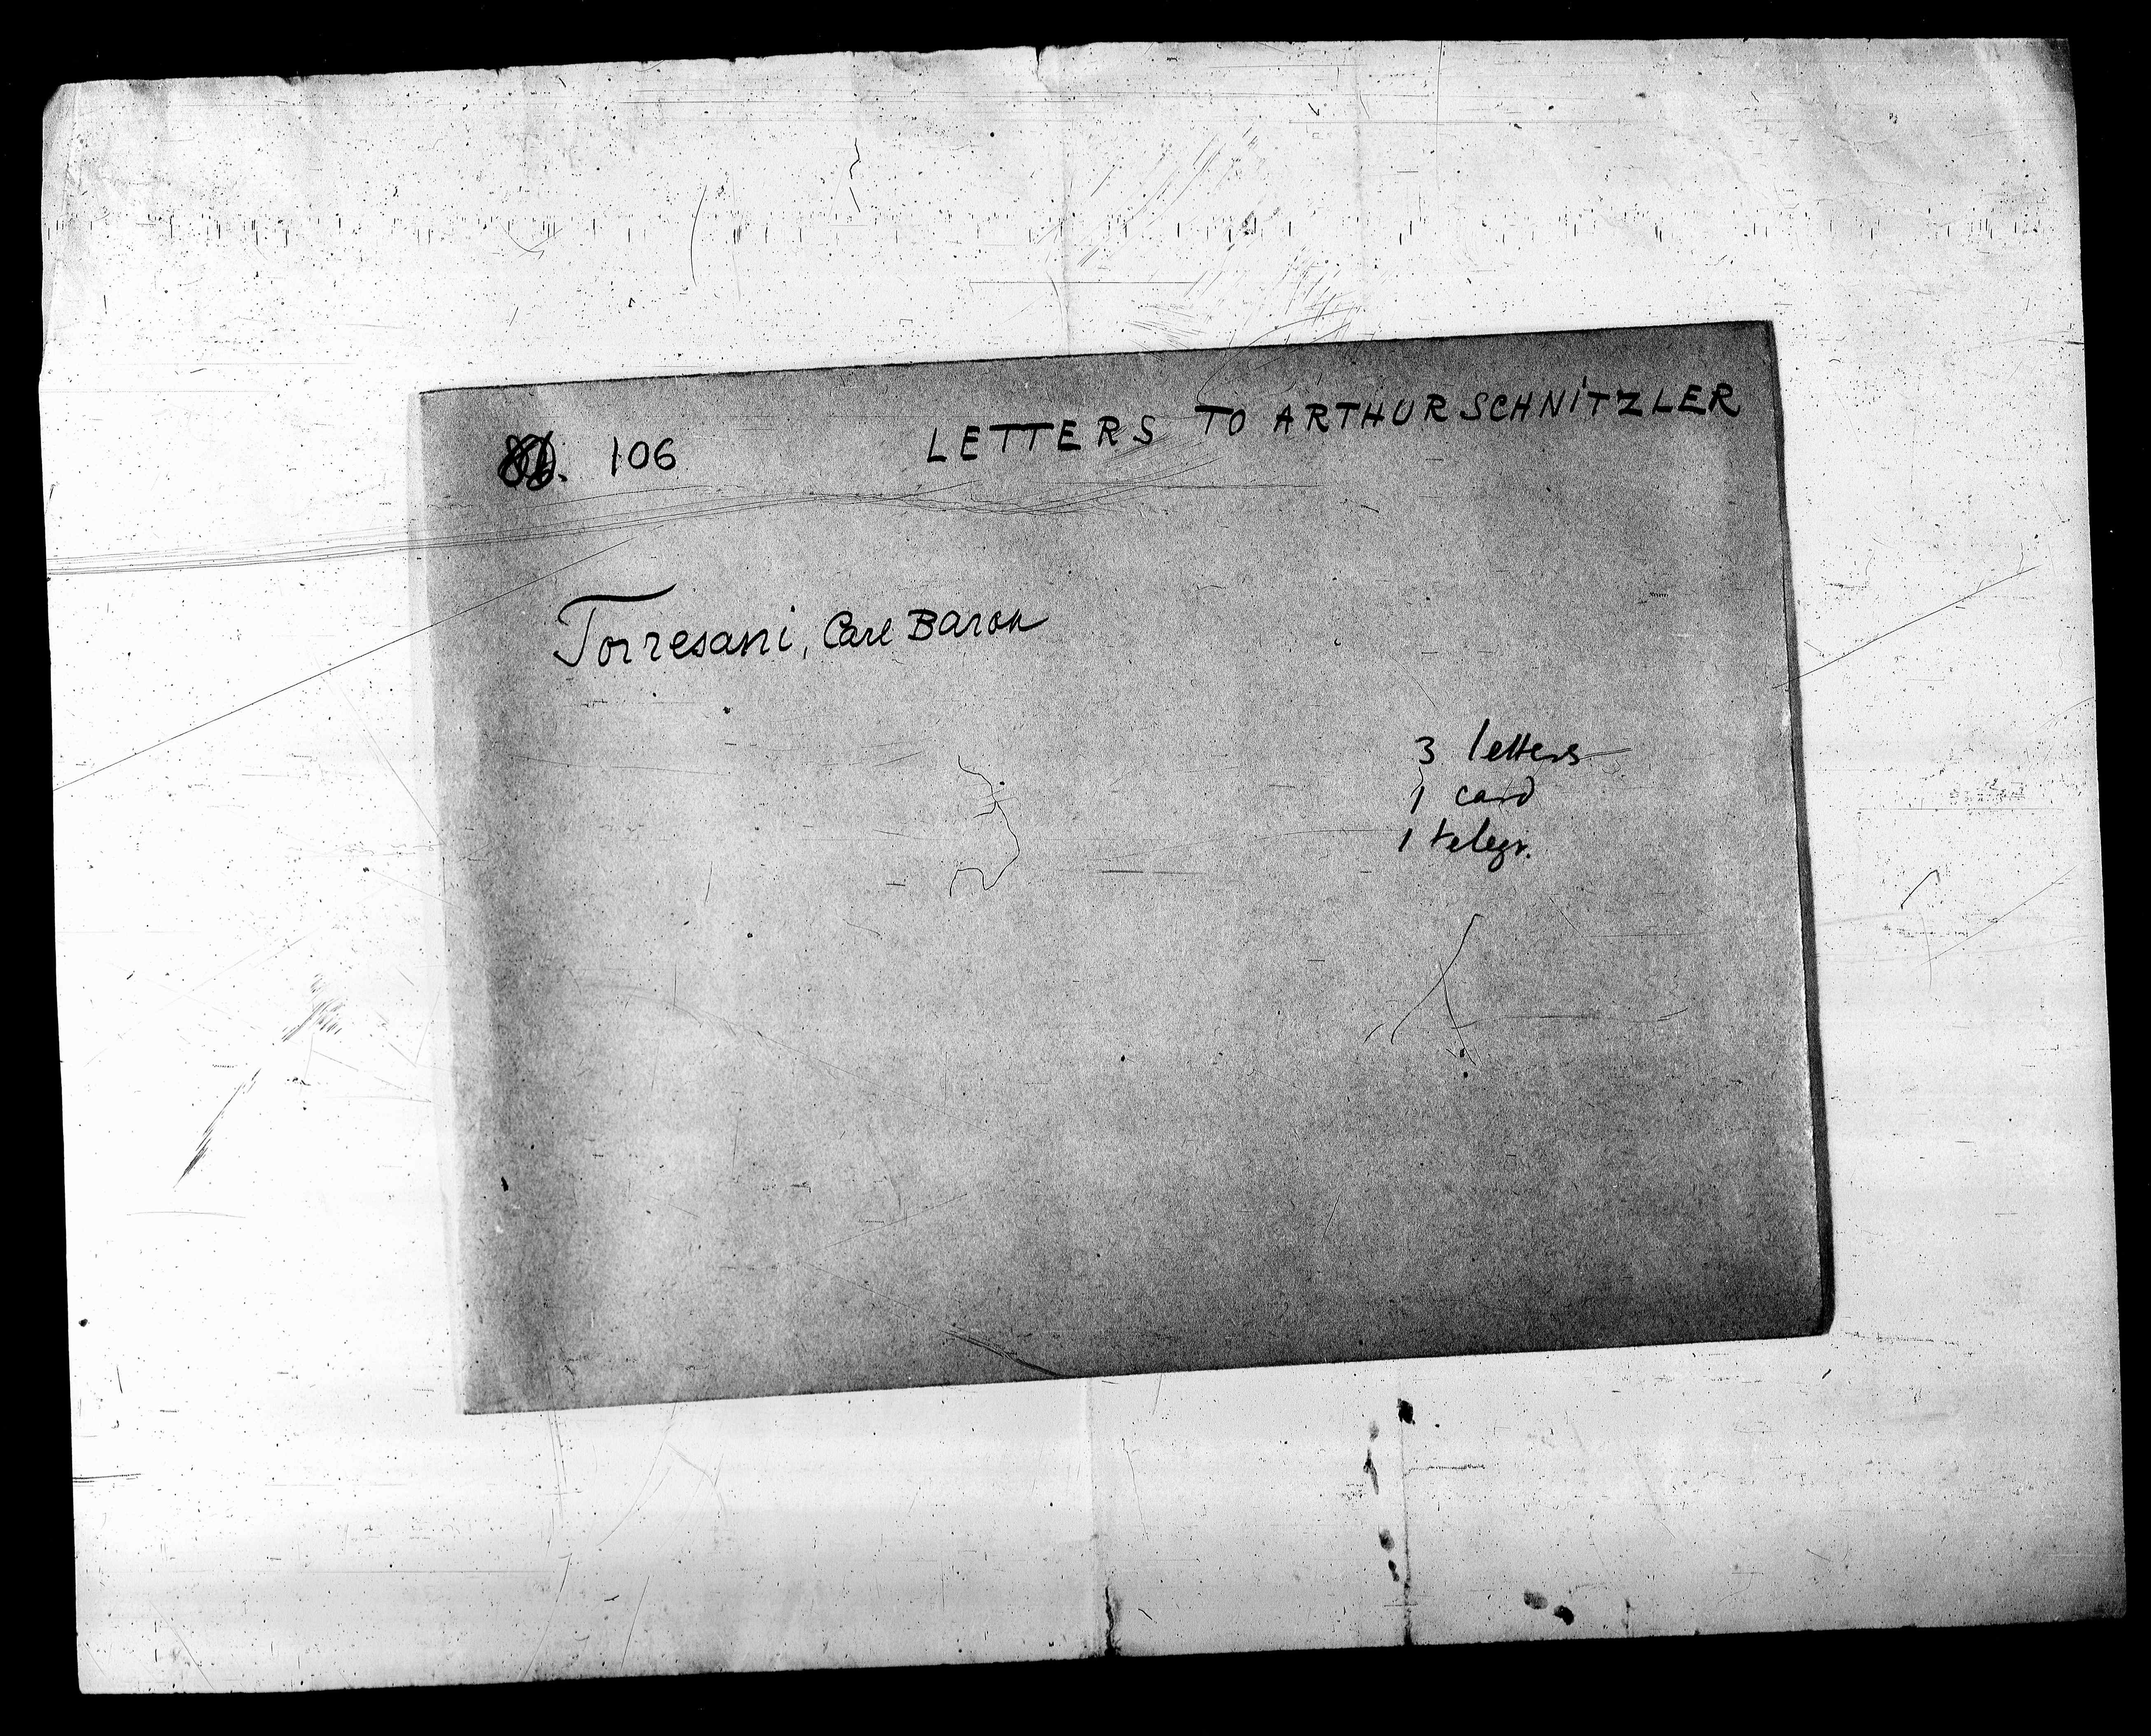 106 LETTERS TO ARTHUR SCHNITZLER
Torresani, Carl Baron
3 letters
1 card
1 telegr.